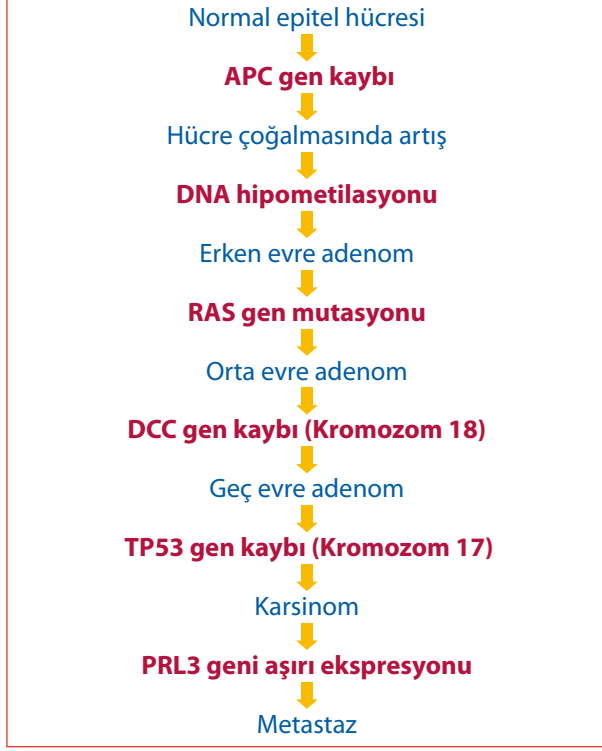 Normal epitel hücresi
APC gen kaybı
Hücre çoğalmasında artış
DNA hipometilasyonu
Erken evre adenom
RAS gen mutasyonu
Orta evre adenom
DCC gen kaybı (Kromozom 18)
Geç evre adenom
TP53 gen kaybı (Kromozom 17)
Karsinom
PRL3 geni aşırı ekspresyonu
Metastaz